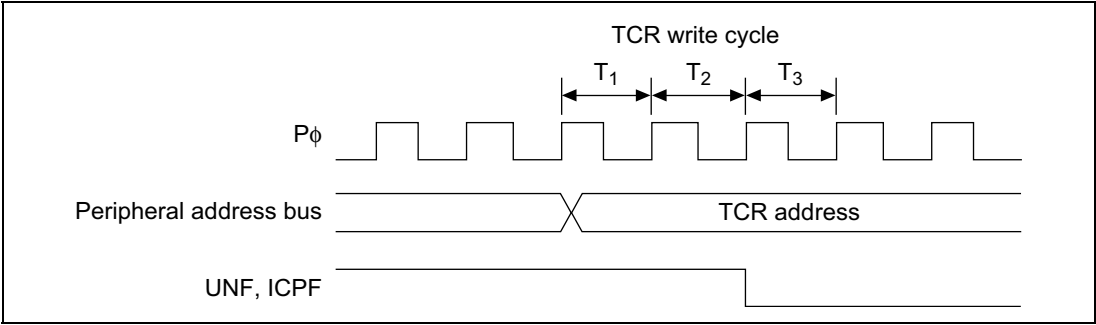 TCR write cycle
T₁ T₂ T₃
Pϕ
Peripheral address bus TCR address
UNF, ICPF